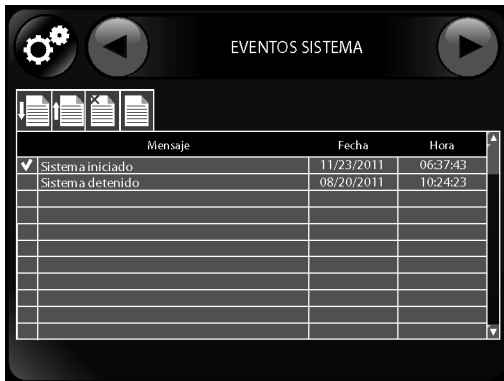 EVENTOS SISTEMA
Mensaje Fecha Hora
Sistema iniciado 11/23/2011 06:37:43
Sistema detenido 08/20/2011 10:24:23